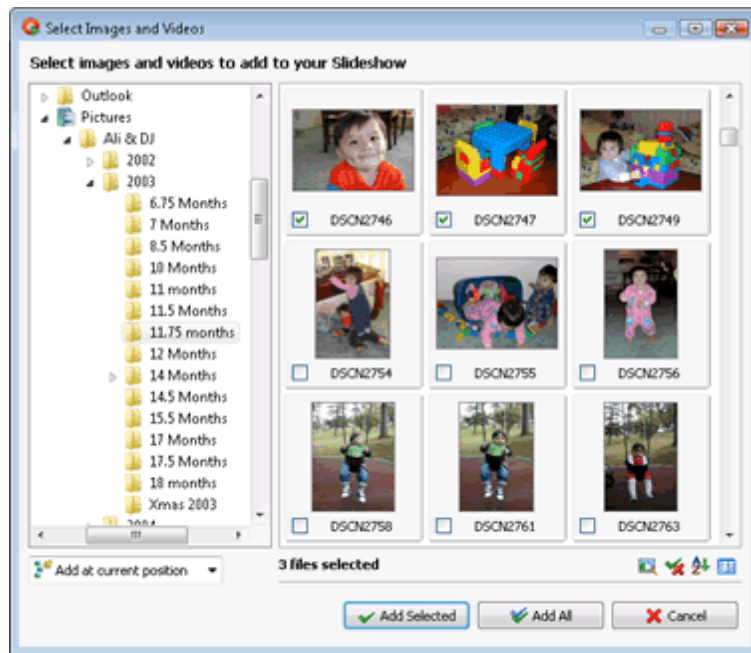 Select Images and Videos
Select images and videos to add to your Slideshow
Outlook
Pictures
Ali & DJ
2002
2003
6.75 Months
7 Months
8.5 Months
10 Months
11 months
11.5 Months
11.75 months
12 Months
14 Months
14.5 Months
15.5 Months
17 Months
17.5 Months
18 months
Xmas 2003
2004
DSCN2746
DSCN2747
DSCN2749
DSCN2754
DSCN2755
DSCN2756
DSCN2758
DSCN2761
DSCN2763
Add at current position
3 files selected
Add Selected
Add All
Cancel